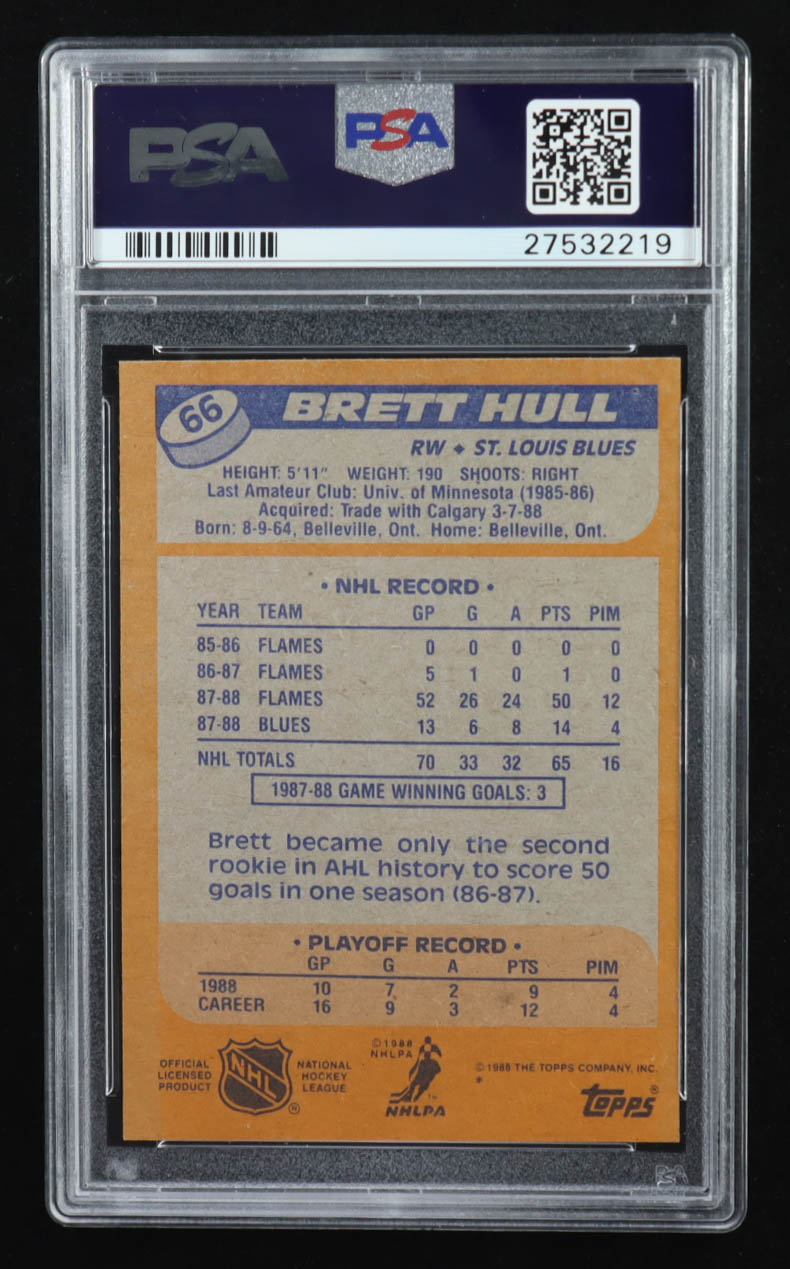 PSA PSA
27532219
66 BRETT HULL
RW ♦ ST. LOUIS BLUES
HEIGHT: 5'11" WEIGHT: 190 SHOOTS: RIGHT
Last Amateur Club: Univ. of Minnesota (1985-86)
Acquired: Trade with Calgary 3-7-88
Born: 8-9-64, Belleville, Ont. Home: Belleville, Ont.
• NHL RECORD •
YEAR TEAM GP G A PTS PIM
85-86 FLAMES 0 0 0 0 0
86-87 FLAMES 5 1 0 1 0
87-88 FLAMES 52 26 24 50 12
87-88 BLUES 13 6 8 14 4
NHL TOTALS 70 33 32 65 16
1987-88 GAME WINNING GOALS: 3
Brett became only the second
rookie in AHL history to score 50
goals in one season (86-87).
• PLAYOFF RECORD •
GP G A PTS PIM
1988 10 7 2 9 4
CAREER 16 9 3 12 4
OFFICIAL
LICENSED
PRODUCT
NHL
®
NATIONAL
HOCKEY
LEAGUE
©1988
NHLPA
™
NHLPA
©1988 THE TOPPS COMPANY, INC.
*
topps®